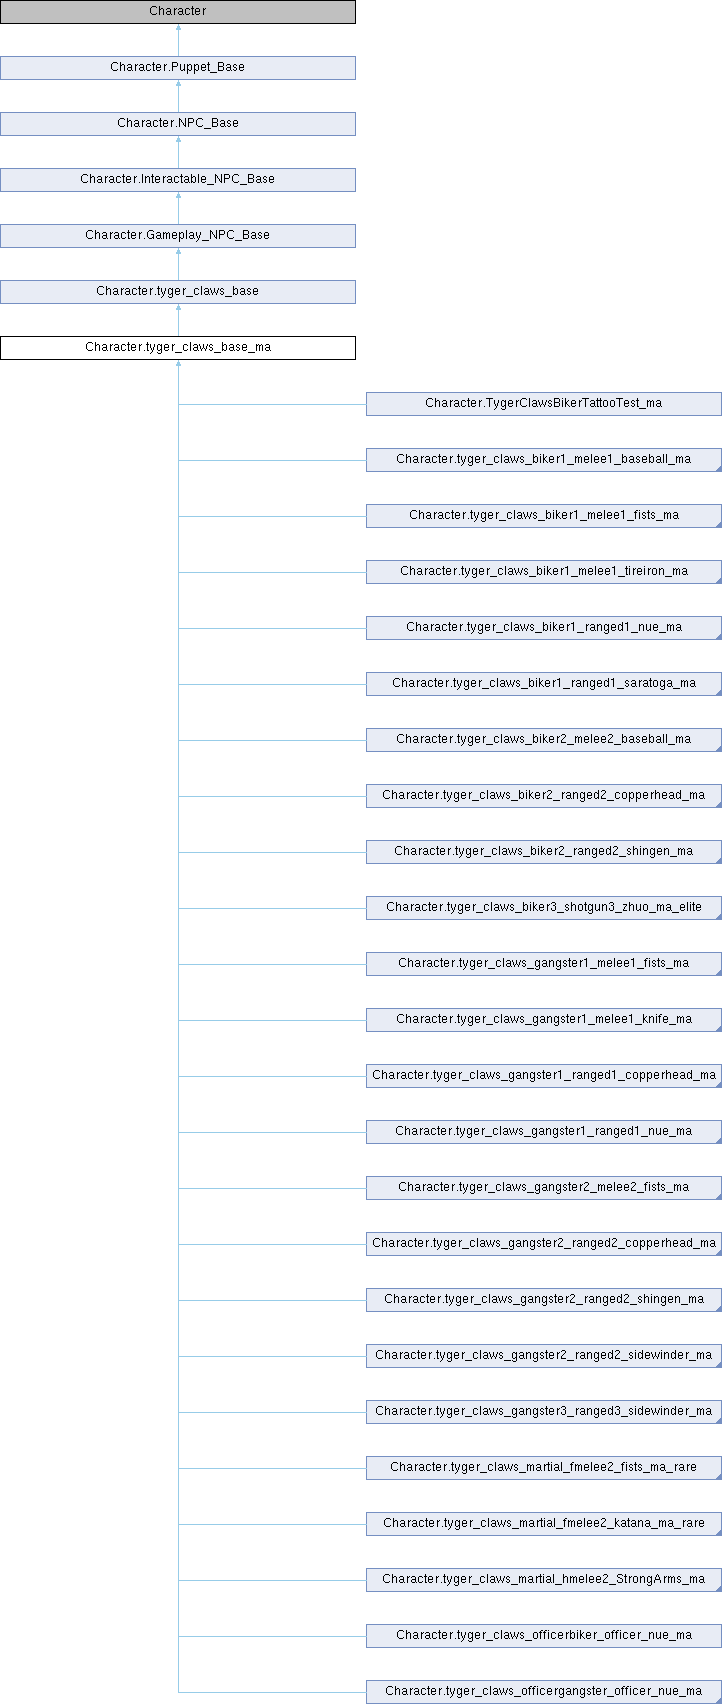 Character
Character.Puppet_Base
Character.NPC_Base
Character.Interactable_NPC_Base
Character.Gameplay_NPC_Base
Character.tyger_claws_base
Character.tyger_claws_base_ma
Character.TygerClawsBikerTattooTest_ma
Character.tyger_claws_biker1_melee1_baseball_ma
Character.tyger_claws_biker1_melee1_fists_ma
Character.tyger_claws_biker1_melee1_tireiron_ma
Character.tyger_claws_biker1_ranged1_nue_ma
Character.tyger_claws_biker1_ranged1_saratoga_ma
Character.tyger_claws_biker2_melee2_baseball_ma
Character.tyger_claws_biker2_ranged2_copperhead_ma
Character.tyger_claws_biker2_ranged2_shingen_ma
Character.tyger_claws_biker3_shotgun3_zhuo_ma_elite
Character.tyger_claws_gangster1_melee1_fists_ma
Character.tyger_claws_gangster1_melee1_knife_ma
Character.tyger_claws_gangster1_ranged1_copperhead_ma
Character.tyger_claws_gangster1_ranged1_nue_ma
Character.tyger_claws_gangster2_melee2_fists_ma
Character.tyger_claws_gangster2_ranged2_copperhead_ma
Character.tyger_claws_gangster2_ranged2_shingen_ma
Character.tyger_claws_gangster2_ranged2_sidewinder_ma
Character.tyger_claws_gangster3_ranged3_sidewinder_ma
Character.tyger_claws_martial_fmelee2_fists_ma_rare
Character.tyger_claws_martial_fmelee2_katana_ma_rare
Character.tyger_claws_martial_hmelee2_StrongArms_ma
Character.tyger_claws_officerbiker_officer_nue_ma
Character.tyger_claws_officergangster_officer_nue_ma